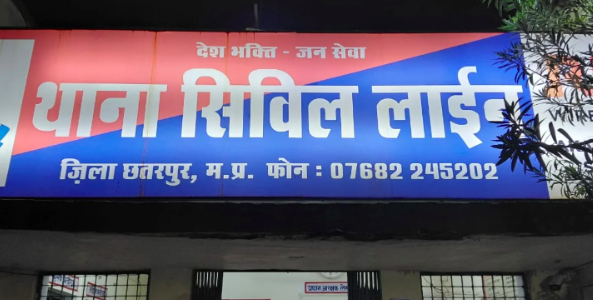 देश भक्ति - जन सेवा
थाना सिविल लाईन
ज़िला छतरपुर, म.प्र. फोन : 07682 245202